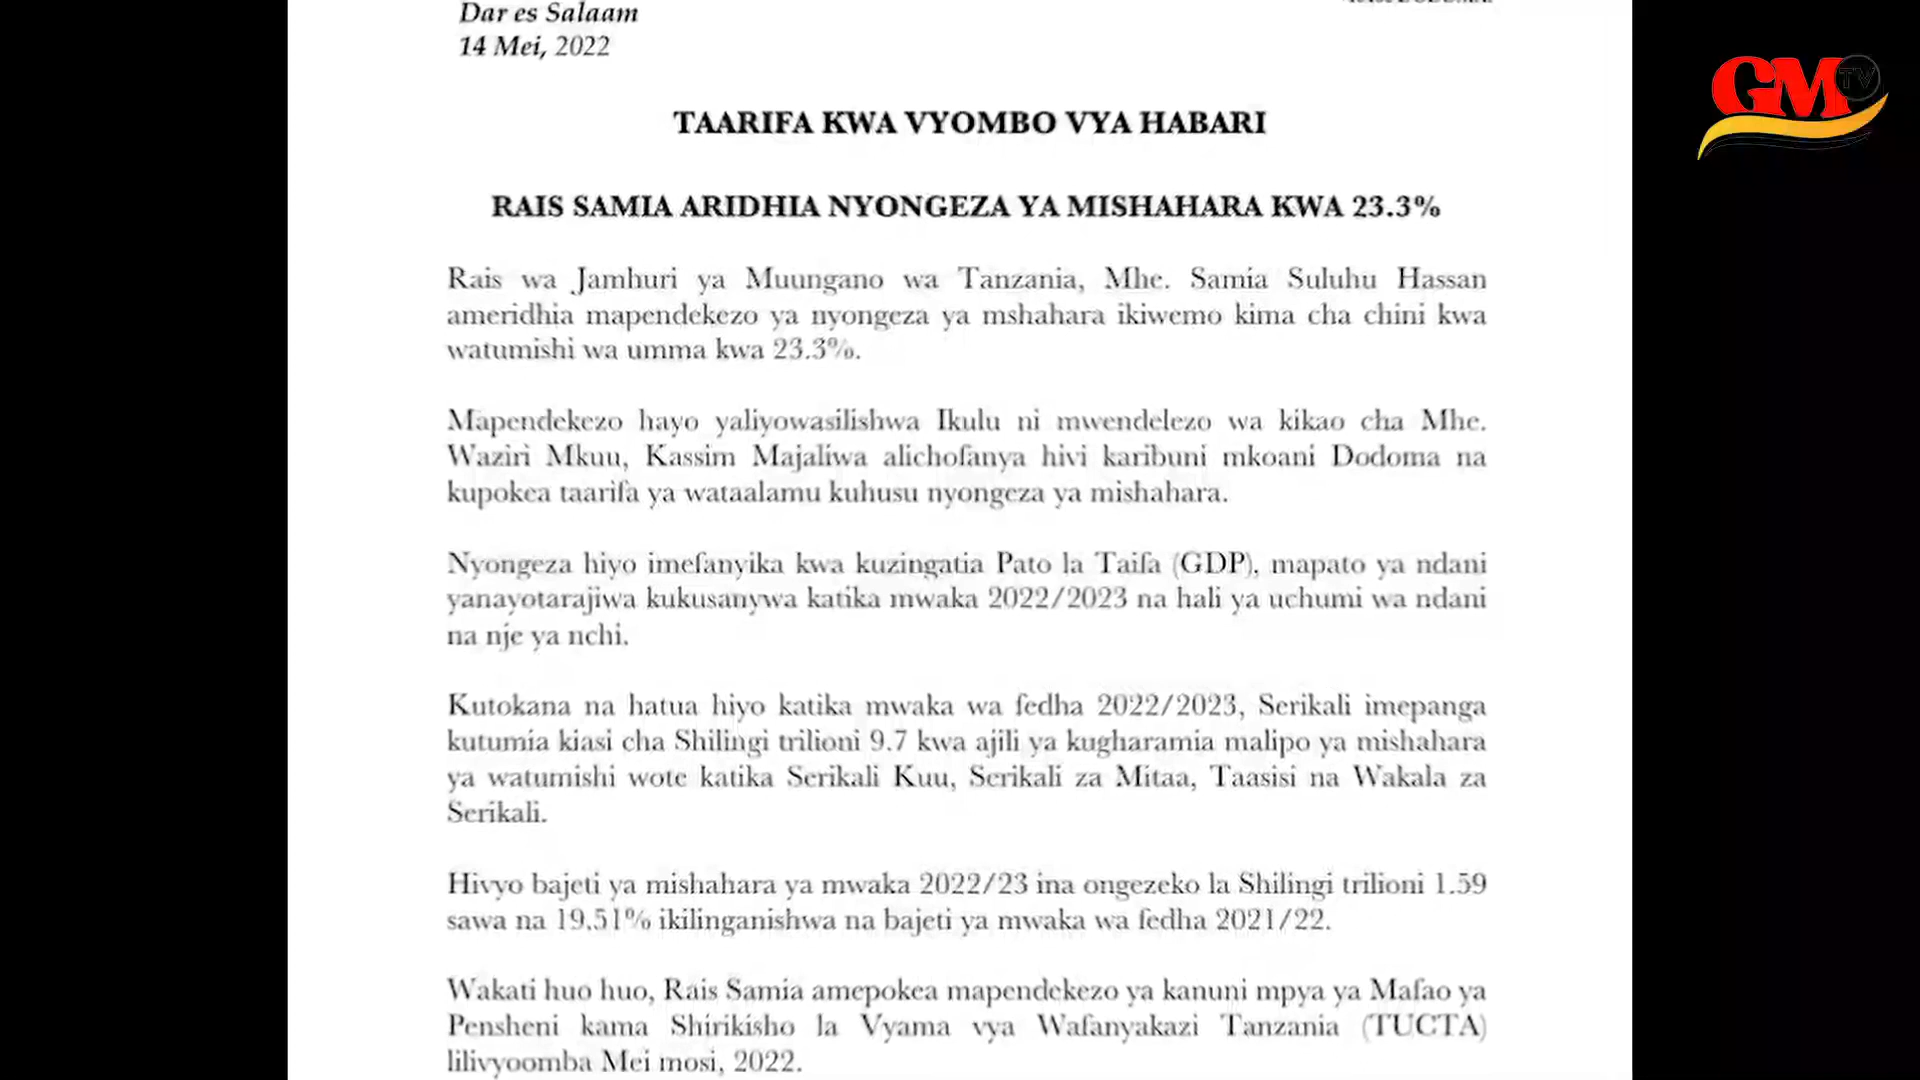 Dar es Salaam
14 Mei, 2022
GM TV
TAARIFA KWA VYOMBO VYA HABARI
RAIS SAMIA ARIDHIA NYONGEZA YA MISHAHARA KWA 23.3%
Rais wa Jamhuri ya Muungano wa Tanzania, Mhe. Samia Suluhu Hassan
ameridhia mapendekezo ya nyongeza ya mshahara ikiwemo kima cha chini kwa
watumishi wa umma kwa 23.3%.
Mapendekezo hayo yaliyowasilishwa Ikulu ni mwendelezo wa kikao cha Mhe.
Waziri Mkuu, Kassim Majaliwa alichofanya hivi karibuni mkoani Dodoma na
kupokea taarifa ya wataalamu kuhusu nyongeza ya mishahara.
Nyongeza hiyo imefanyika kwa kuzingatia Pato la Taifa (GDP), mapato ya ndani
yanayotarajiwa kukusanywa katika mwaka 2022/2023 na hali ya uchumi wa ndani
na nje ya nchi.
Kutokana na hatua hiyo katika mwaka wa fedha 2022/2023, Serikali imepanga
kutumia kiasi cha Shilingi trilioni 9.7 kwa ajili ya kugharamia malipo ya mishahara
ya watumishi wote katika Serikali Kuu, Serikali za Mitaa, Taasisi na Wakala za
Serikali.
Hivyo bajeti ya mishahara ya mwaka 2022/23 ina ongezeko la Shilingi trilioni 1.59
sawa na 19.51% ikilinganishwa na bajeti ya mwaka wa fedha 2021/22.
Wakati huo huo, Rais Samia amepokea mapendekezo ya kanuni mpya ya Mafao ya
Pensheni kama Shirikisho la Vyama vya Wafanyakazi Tanzania (TUCTA)
lilivyoomba Mei mosi, 2022.